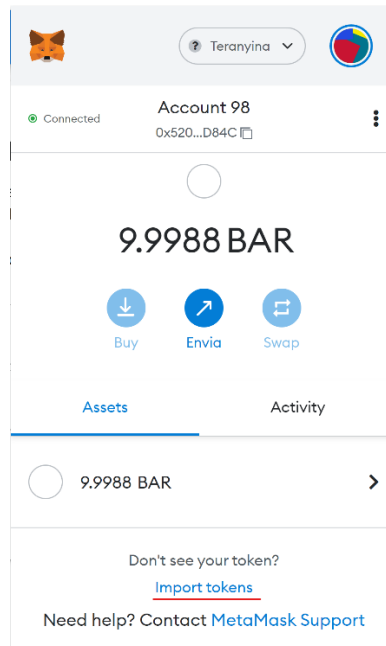 ? Teranyina
Connected
Account 98
0x520...D84C
9.9988 BAR
Buy Envia Swap
Assets Activity
9.9988 BAR
Don't see your token?
Import tokens
Need help? Contact MetaMask Support